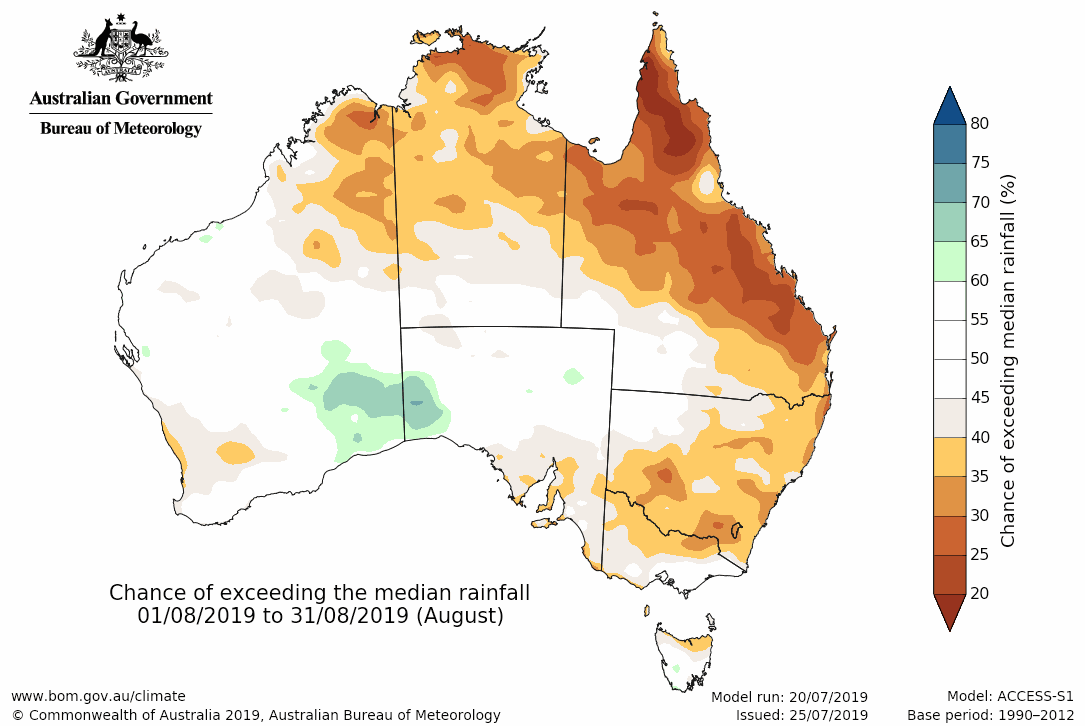 Australian Government
Bureau of Meteorology
80
75
70
65
60
55
50
45
40
35
30
25
20
Chance of exceeding median rainfall (%)
Chance of exceeding the median rainfall
01/08/2019 to 31/08/2019 (August)
www.bom.gov.au/climate
© Commonwealth of Australia 2019, Australian Bureau of Meteorology
Model run: 20/07/2019
Issued: 25/07/2019
Model: ACCESS-S1
Base period: 1990–2012